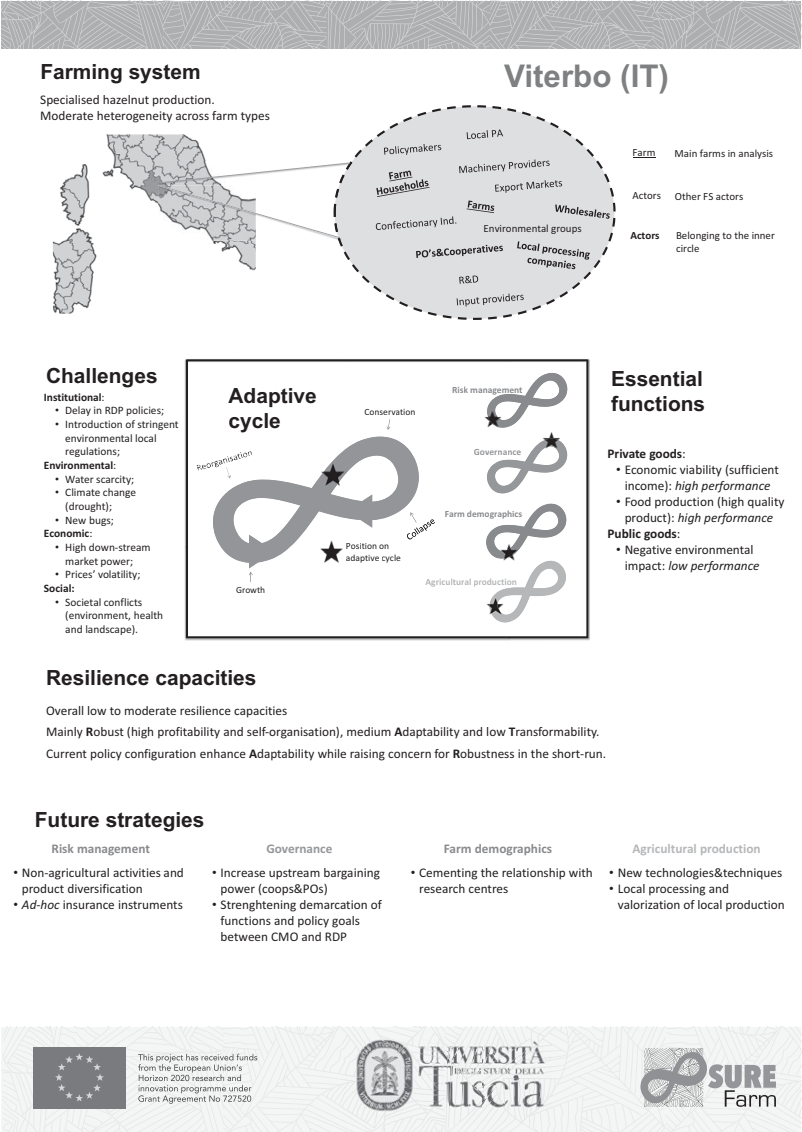 Farming system
Viterbo (IT)
Specialised hazelnut production.
Moderate heterogeneity across farm types
Policymakers
Local PA
Farm
Households
Machinery Providers
Export Markets
Farms
Wholesalers
Confectionary Ind.
Environmental groups
PO's&Cooperatives
Local processing
companies
R&D
Input providers
Farm Main farms in analysis
Actors Other FS actors
Actors Belonging to the inner
circle
Challenges
Institutional:
• Delay in RDP policies;
• Introduction of stringent
environmental local
regulations;
Environmental:
• Water scarcity;
• Climate change
(drought);
• New bugs;
Economic:
• High down-stream
market power;
• Prices' volatility;
Social:
• Societal conflicts
(environment, health
and landscape).
Adaptive
cycle
Conservation
Reorganisation
Collapse
Growth
Position on
adaptive cycle
Risk management
Governance
Farm demographics
Agricultural production
Essential
functions
Private goods:
• Economic viability (sufficient
income): high performance
• Food production (high quality
product): high performance
Public goods:
• Negative environmental
impact: low performance
Resilience capacities
Overall low to moderate resilience capacities
Mainly Robust (high profitability and self-organisation), medium Adaptability and low Transformability.
Current policy configuration enhance Adaptability while raising concern for Robustness in the short-run.
Future strategies
Risk management
• Non-agricultural activities and
product diversification
• Ad-hoc insurance instruments
Governance
• Increase upstream bargaining
power (coops&POs)
• Strenghtening demarcation of
functions and policy goals
between CMO and RDP
Farm demographics
• Cementing the relationship with
research centres
Agricultural production
• New technologies&techniques
• Local processing and
valorization of local production
This project has received funds
from the European Union's
Horizon 2020 research and
innovation programme under
Grant Agreement No 727520
UNIVERSITÀ
DEGLI STUDI DELLA
Tuscia
SURE
Farm